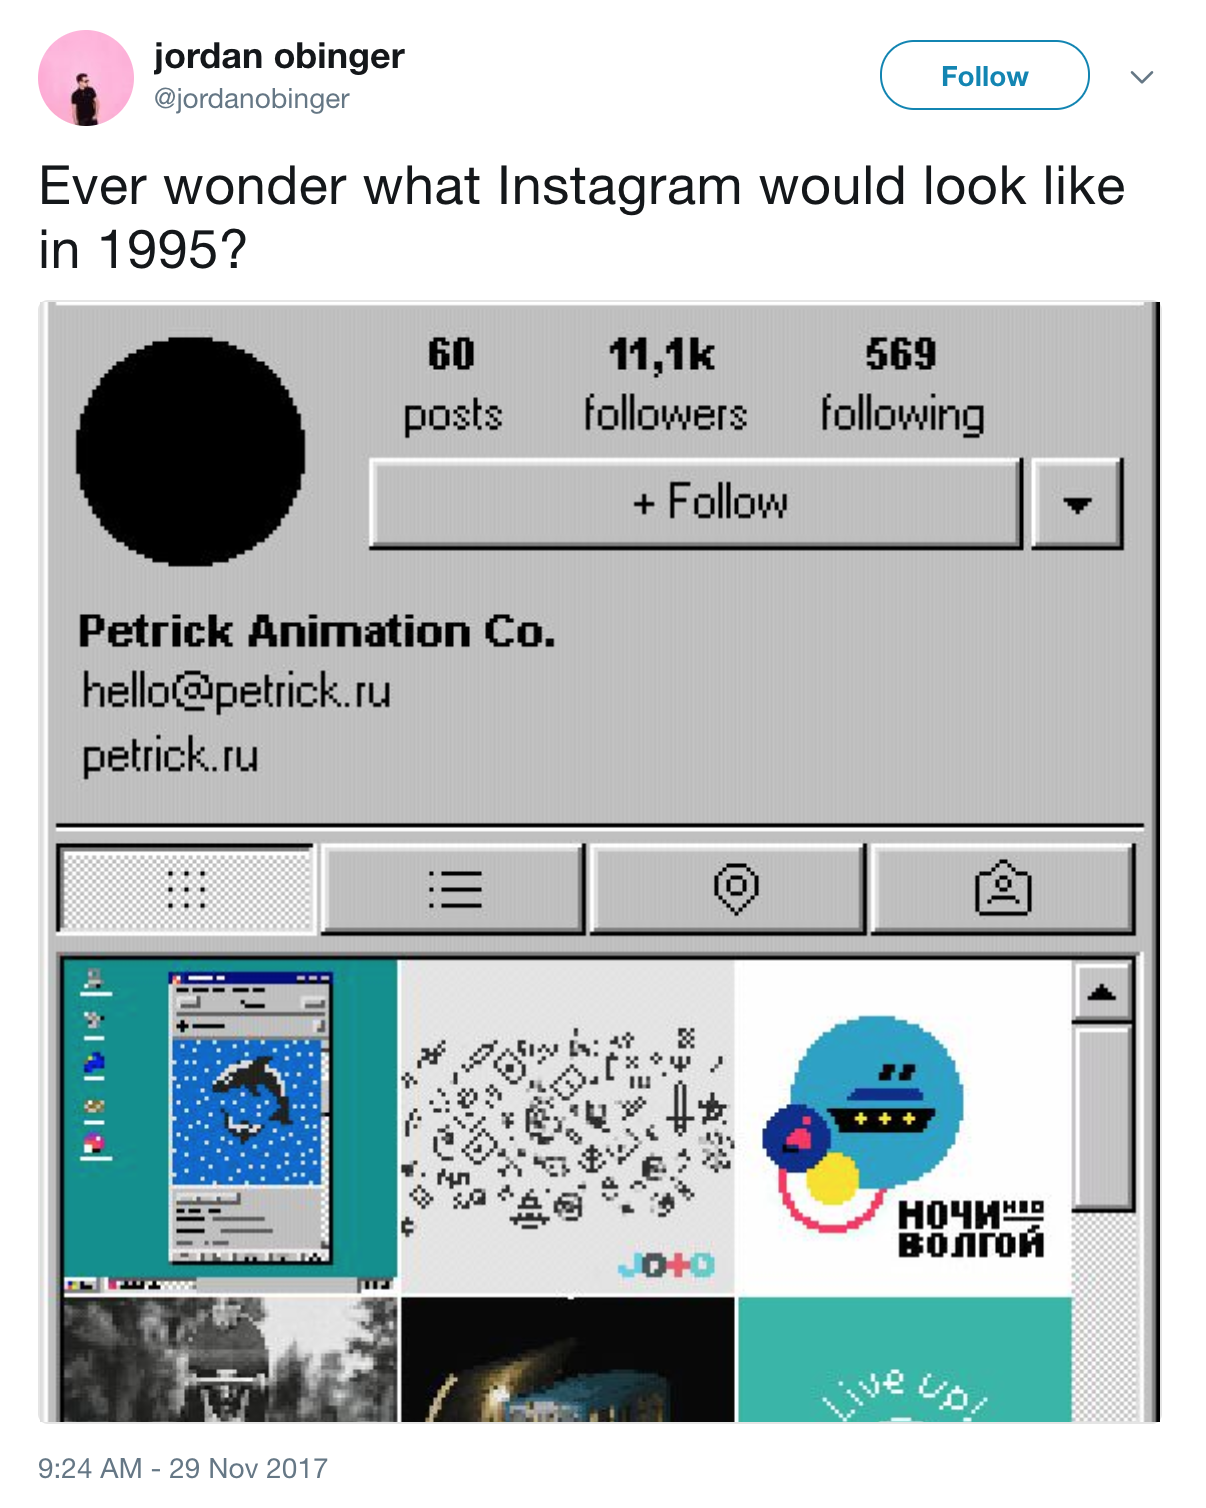 jordan obinger
@jordanobinger
Follow
Ever wonder what Instagram would look like
in 1995?
60
11,1k
569
posts
followers
following
+ Follow
Petrick Animation Co.
hello@petrick.ru
petrick.ru
JO+O
НОЧИ НАД
ВОЛГОЙ
Live up!
9:24 AM - 29 Nov 2017